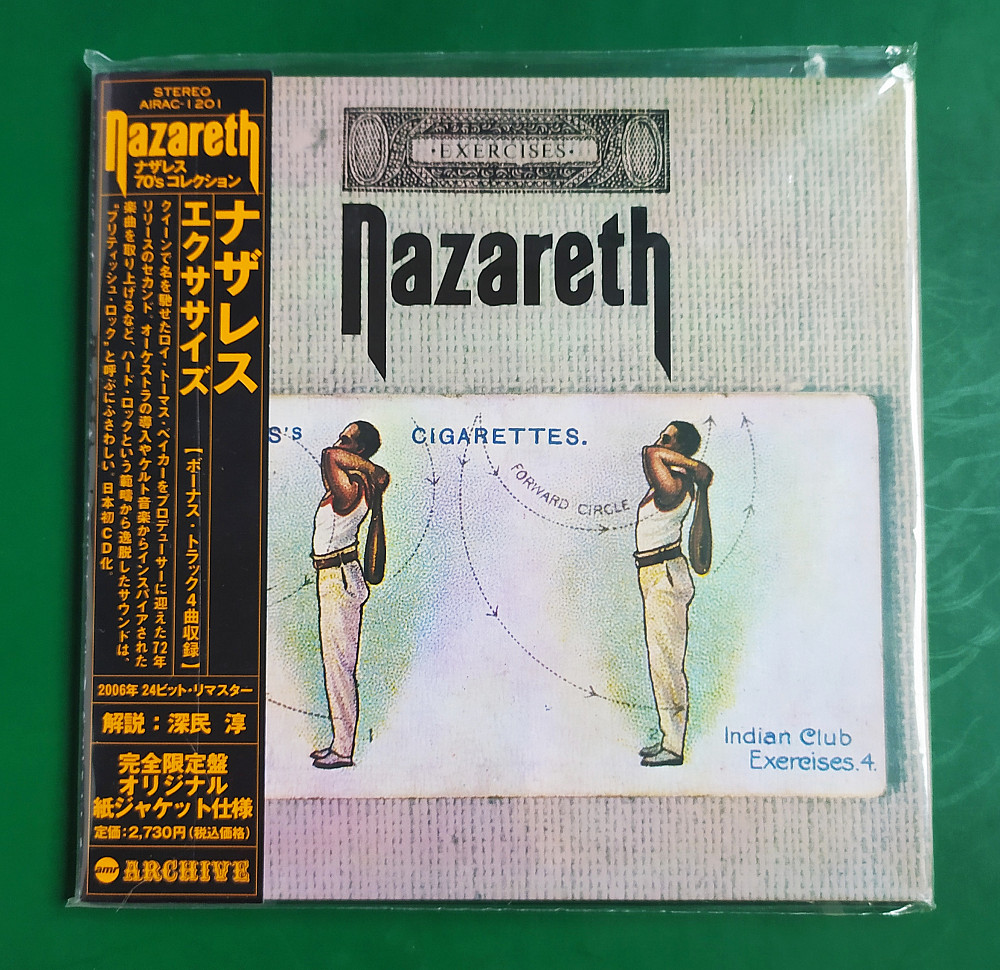 STEREO
AIRAC-1201
nazareth
ナザレス
70'sコレクション
ナザレス
エクササイズ
【ボーナス・トラック4曲収録】
クイーンで名を馳せたロイ・トーマス・ベイカーをプロデューサーに迎えた72年
リリースのセカンド。オーケストラの導入やケルト音楽からインスパイアされた
楽曲を取り上げるなど、ハード・ロックという範疇から逸脱したサウンドは、
"ブリティッシュ・ロック"と呼ぶにふさわしい。日本初CD化。
2006年 24ビット・リマスター
解説：深民 淳
完全限定盤
オリジナル
紙ジャケット仕様
定価：2,730円（税込価格）
amr ARCHIVE
·EXERCISES·
nazareth
S'S CIGARETTES.
FORWARD CIRCLE
Indian Club
Exercises.4.